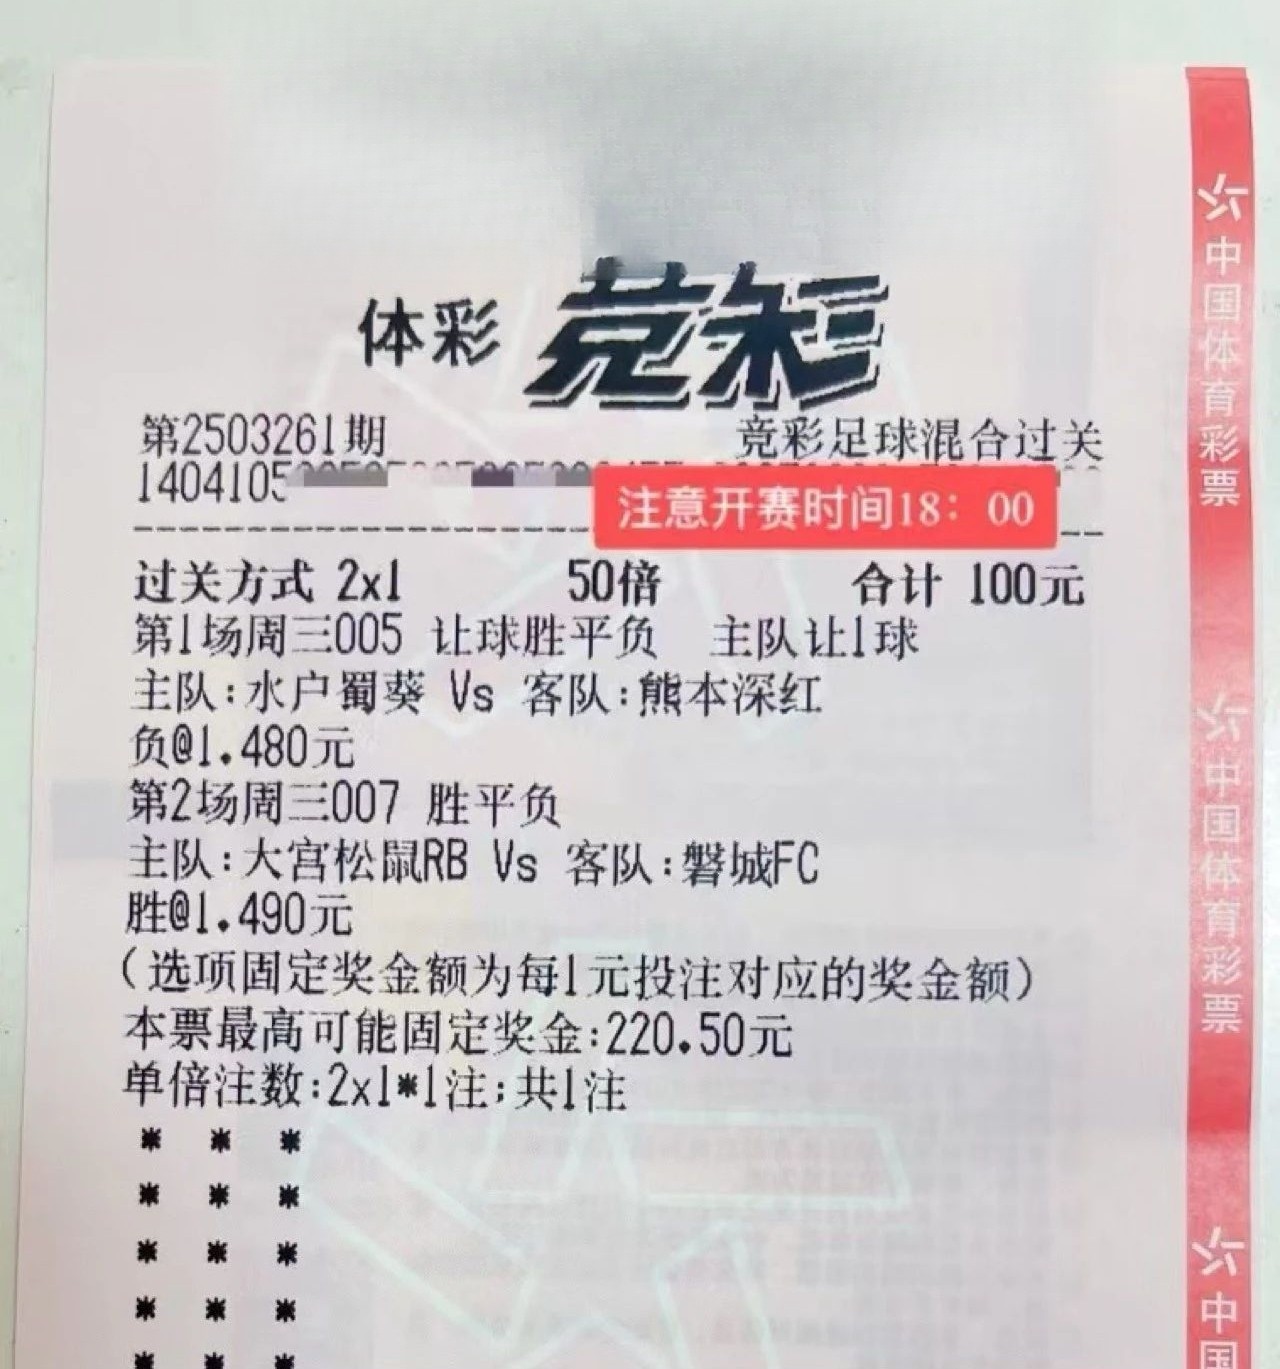 体彩 竞彩
第2503261期 竞彩足球混合过关
1404105
注意开赛时间18：00
过关方式 2x1 50倍 合计 100元
第1场周三005 让球胜平负 主队让1球
主队:水户蜀葵 Vs 客队:熊本深红
负@1.480元
第2场周三007 胜平负
主队:大宫松鼠RB Vs 客队:磐城FC
胜@1.490元
(选项固定奖金额为每1元投注对应的奖金额)
本票最高可能固定奖金:220.50元
单倍注数:2x1*1注;共1注
* * *
* * *
* * *
* * *
* * *
中国体育彩票
中国体育彩票
中国